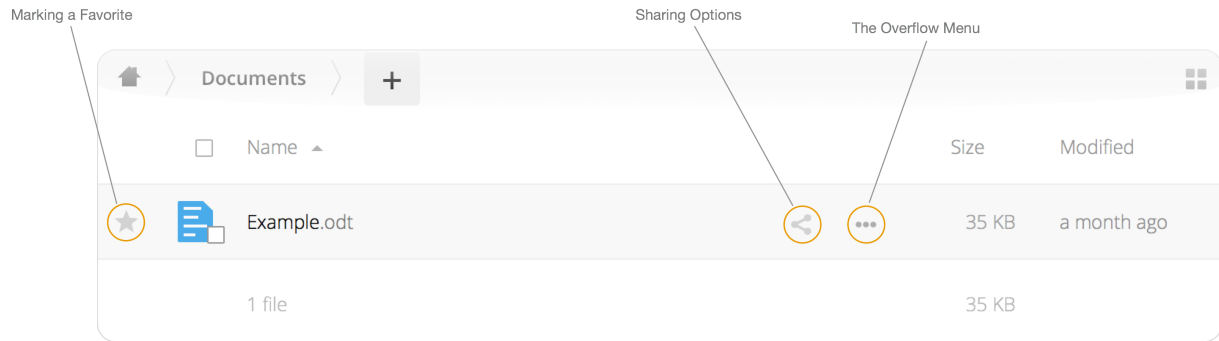 Marking a Favorite
Sharing Options
The Overflow Menu
Documents
+
Name
Size
Modified
Example.odt
35 KB
a month ago
1 file
35 KB